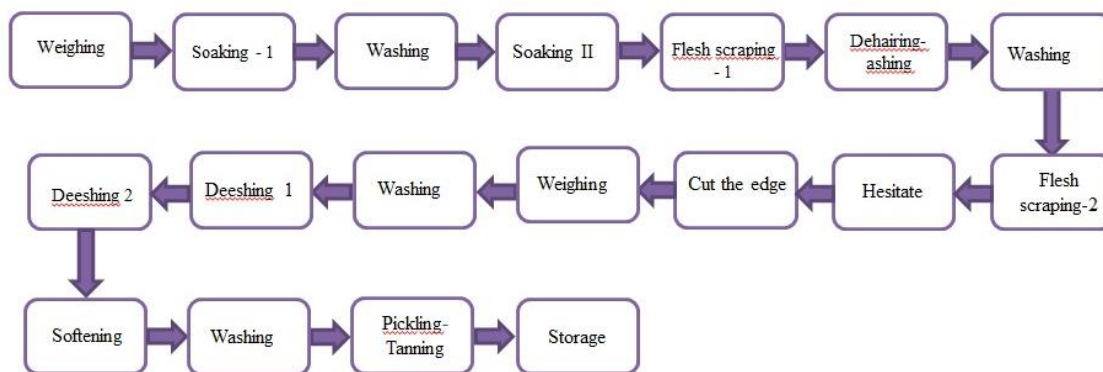 Weighing
Soaking - 1
Washing
Soaking II
Flesh scraping
- 1
Dehairing-
ashing
Washing
Flesh
scraping-2
Hesitate
Cut the edge
Weighing
Washing
Deeshing 1
Deeshing 2
Softening
Washing
Pickling-
Tanning
Storage